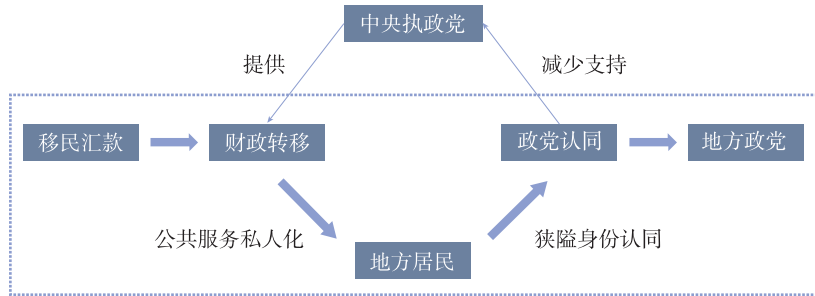 中央执政党
提供
减少支持
移民汇款
财政转移
政党认同
地方政党
公共服务私人化
狭隘身份认同
地方居民